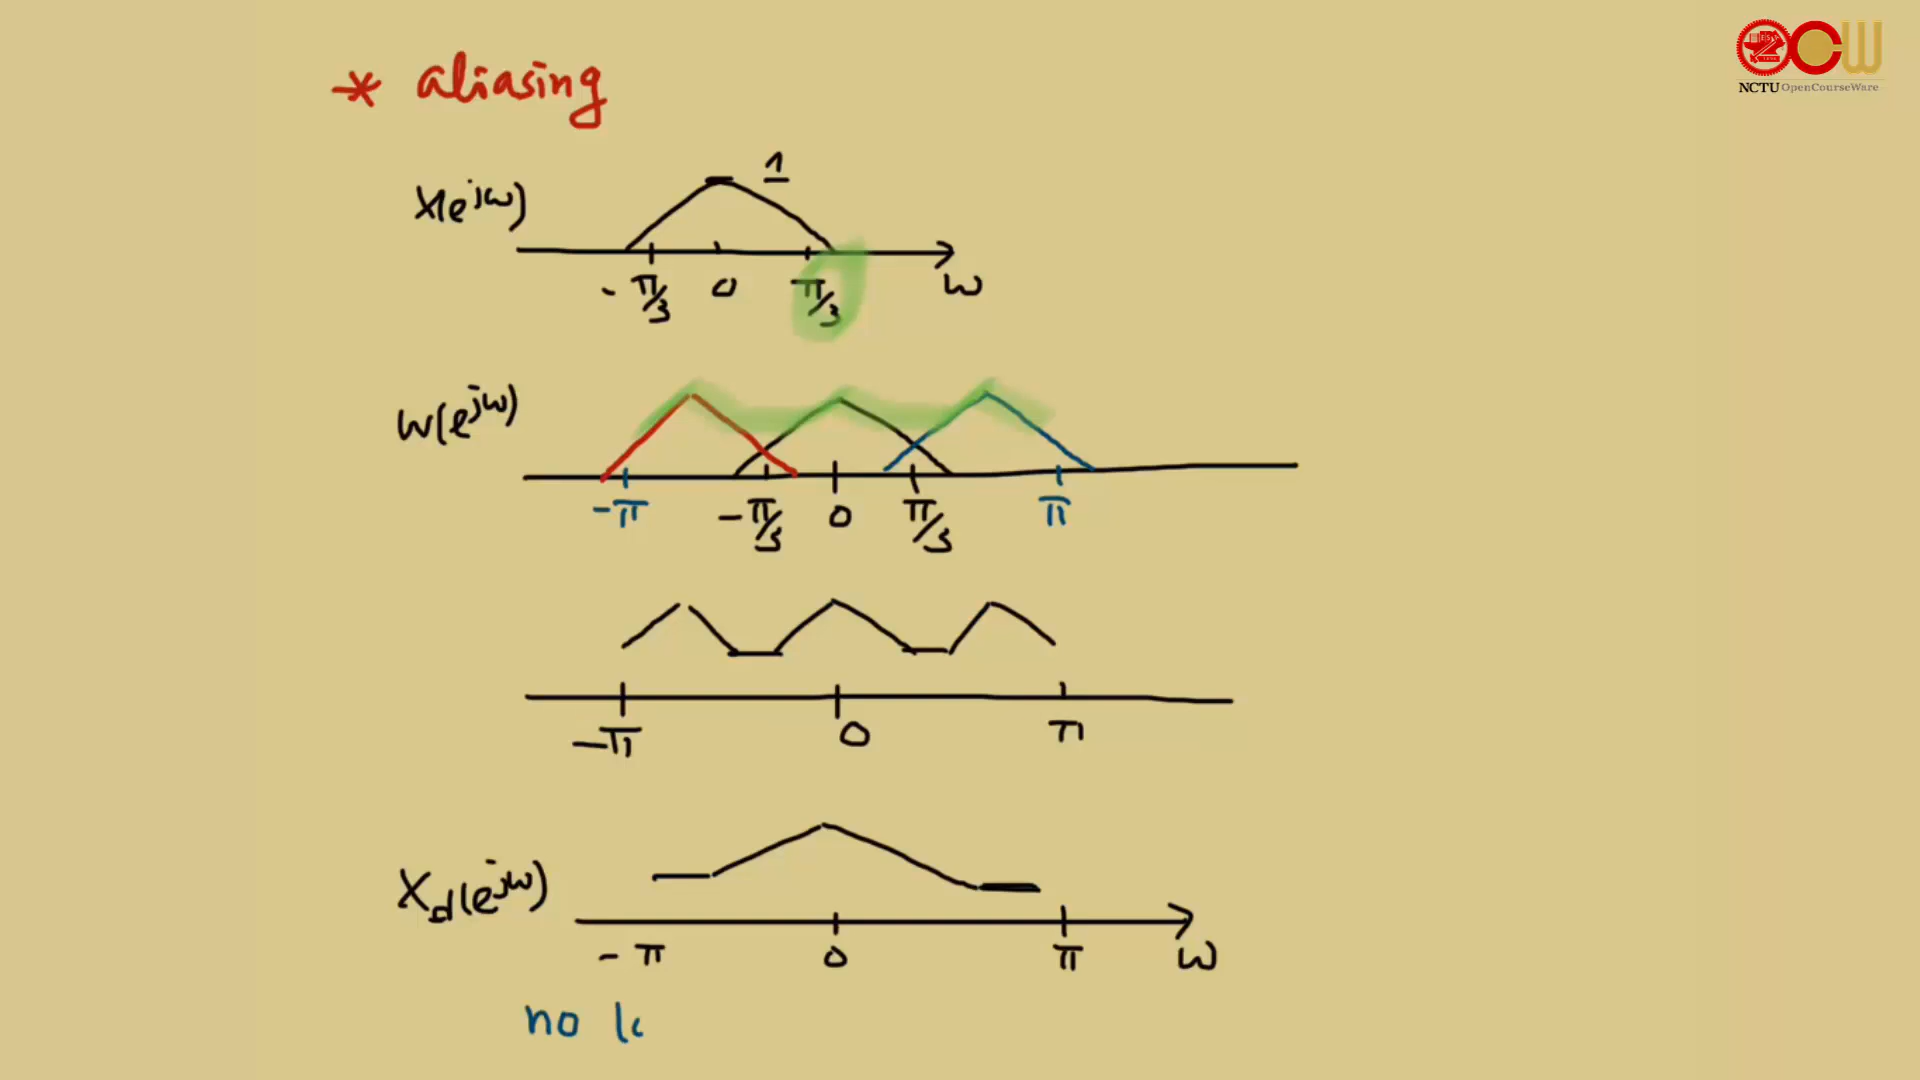 * aliasing
NCTU OpenCourseWare
1
X(e^jω)
-π/3 0 π/3 ω
W(e^jω)
-π -π/3 0 π/3 π
-π 0 π
X_d(e^jω)
-π 0 π ω
no l